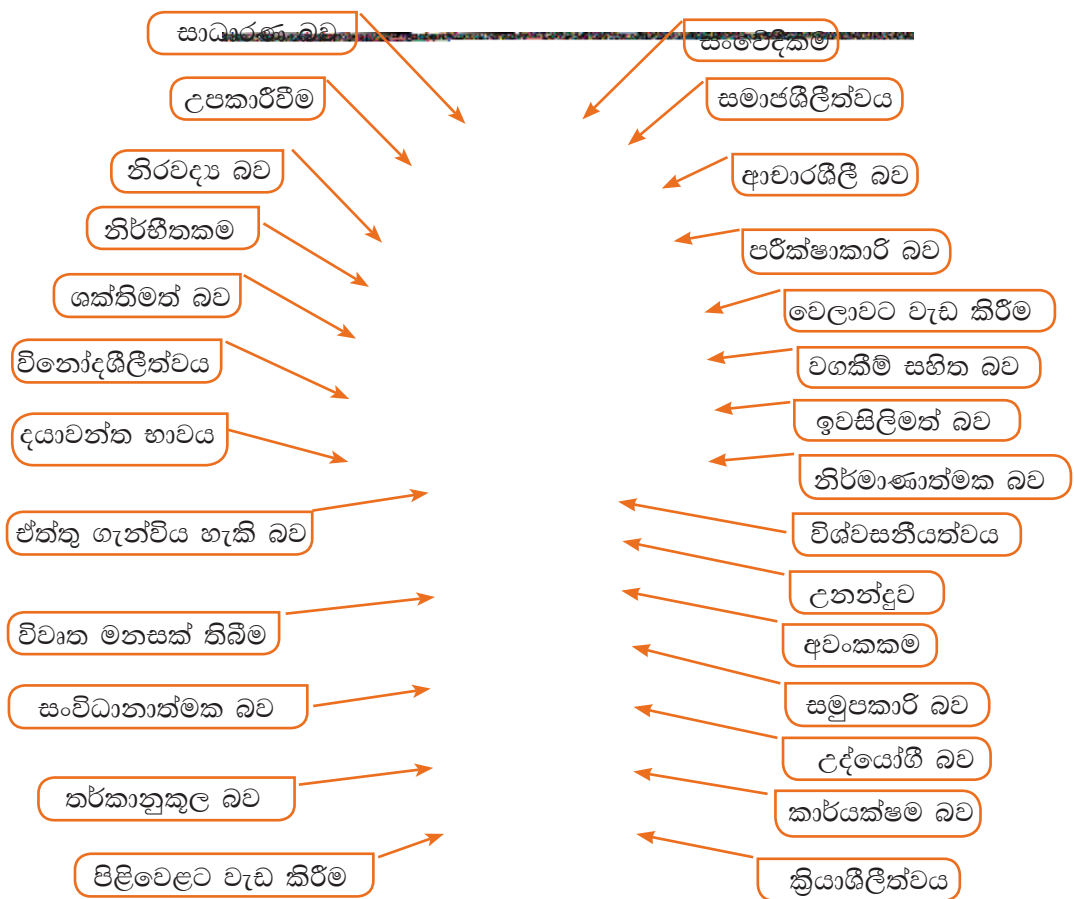 සාධාරණ බව
උපකාරීවීම
නිරවද්‍ය බව
නිර්භීතකම
ශක්තිමත් බව
විනෝදශීලීත්වය
දයාවන්ත භාවය
ඒත්තු ගැන්විය හැකි බව
විවෘත මනසක් තිබීම
සංවිධානාත්මක බව
තර්කානුකූල බව
පිළිවෙළට වැඩ කිරීම
සංවේදීකම
සමාජශීලීත්වය
ආචාරශීලී බව
පරීක්ෂාකාරි බව
වෙලාවට වැඩ කිරීම
වගකීම් සහිත බව
ඉවසිලිමත් බව
නිර්මාණාත්මක බව
විශ්වසනීයත්වය
උනන්දුව
අවංකකම
සමුපකාරි බව
උද්යෝගී බව
කාර්යක්ෂම බව
ක්‍රියාශීලීත්වය